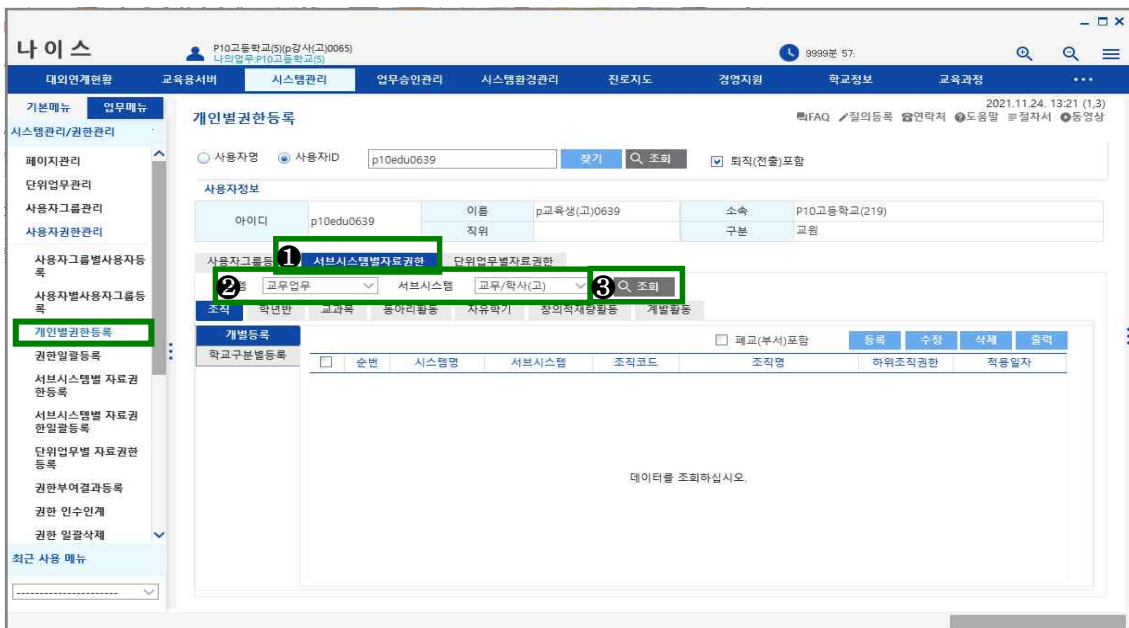 나이스
P10고등학교(5)(p강사(고)0065)
나의업무:P10고등학교(5)
9999분 57.
대외연계현황 교육용서버 시스템관리 업무승인관리 시스템환경관리 진로지도 경영지원 학교정보 교육과정 •••
기본메뉴 업무메뉴
시스템관리/권한관리
페이지관리
단위업무관리
사용자그룹관리
사용자권한관리
사용자그룹별사용자등
록
사용자별사용자그룹등
록
개인별권한등록
권한일괄등록
서브시스템별 자료권
한등록
서브시스템별 자료권
한일괄등록
단위업무별 자료권한
등록
권한부여결과등록
권한 인수인계
권한 일괄삭제
최근 사용 메뉴
----------------------
2021.11.24. 13:21 (1,3)
개인별권한등록
FAQ 질의등록 연락처 도움말 절차서 동영상
사용자명 사용자ID p10edu0639 찾기 조회 퇴직(전출)포함
사용자정보
아이디 p10edu0639 이름 p교육생(고)0639 소속 P10고등학교(219)
직위 구분 교원
사용자그룹등 ❶ 서브시스템별자료권한 단위업무별자료권한
❷ 템 교무업무 서브시스템 교무/학사(고) ❸ 조회
조직 학년반 교과목 동아리활동 자유학기 창의적재량활동 계발활동
개별등록
학교구분별등록
폐교(부서)포함 등록 수정 삭제 출력
순번 시스템명 서브시스템 조직코드 조직명 하위조직권한 적용일자
데이터를 조회하십시오.